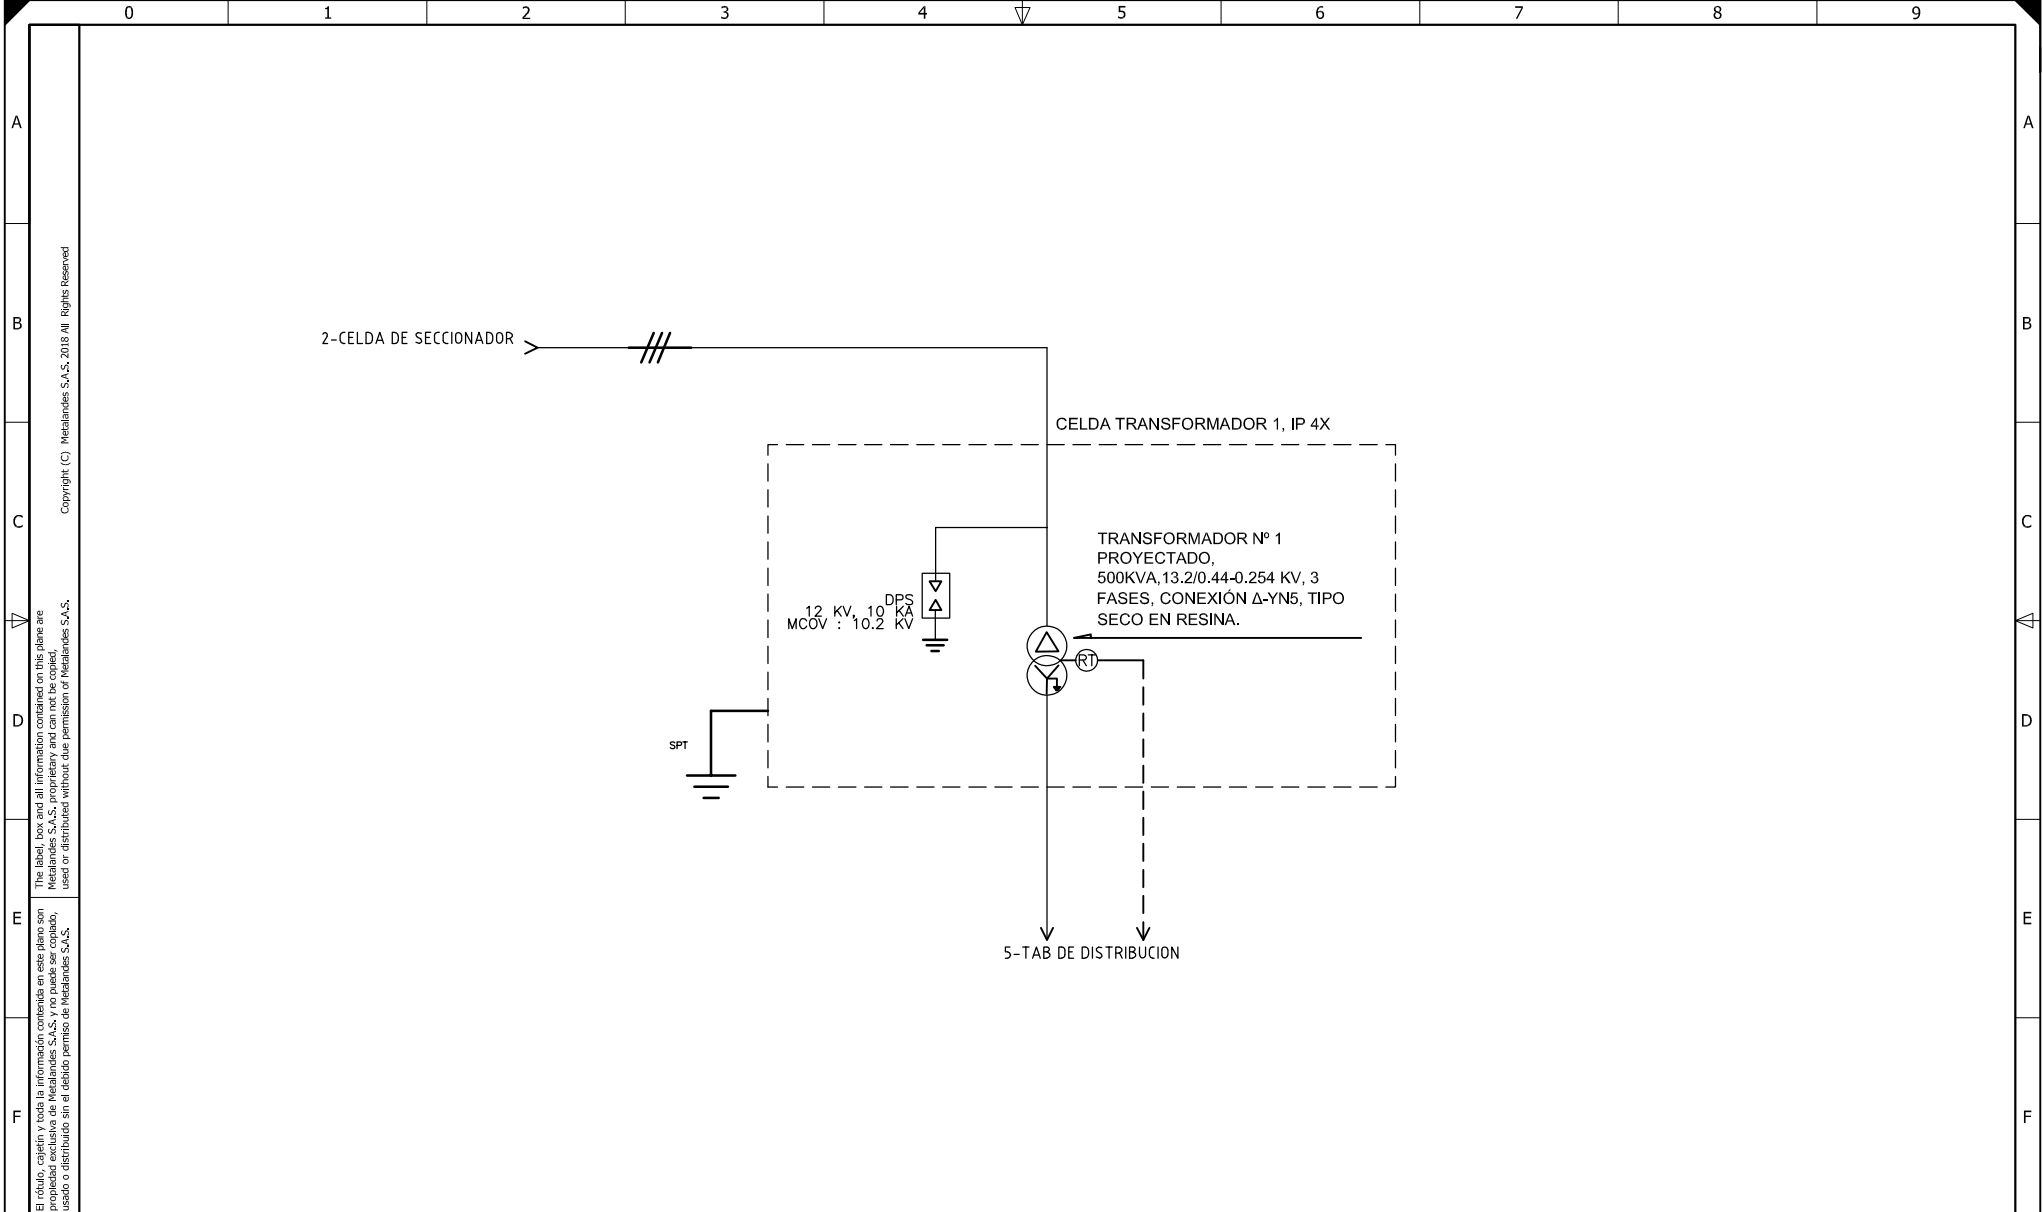 0 1 2 3 4 5 6 7 8 9
A A
B B
C C
D D
E E
F F
Copyright (C) Metalandes S.A.S. 2018 All Rights Reserved
The label, box and all information contained on this plane are
Metalandes S.A.S. proprietary and can not be copied,
used or distributed without due permission of Metalandes S.A.S.
El rótulo, cajetín y toda la información contenida en este plano son
propiedad exclusiva de Metalandes S.A.S. y no puede ser copiado,
usado o distribuido sin el debido permiso de Metalandes S.A.S.
2-CELDA DE SECCIONADOR
CELDA TRANSFORMADOR 1, IP 4X
TRANSFORMADOR Nº 1
PROYECTADO,
500KVA,13.2/0.44-0.254 KV, 3
FASES, CONEXIÓN Δ-YN5, TIPO
SECO EN RESINA.
DPS
12 KV, 10 KA
MCOV : 10.2 KV
RT
SPT
5-TAB DE DISTRIBUCION